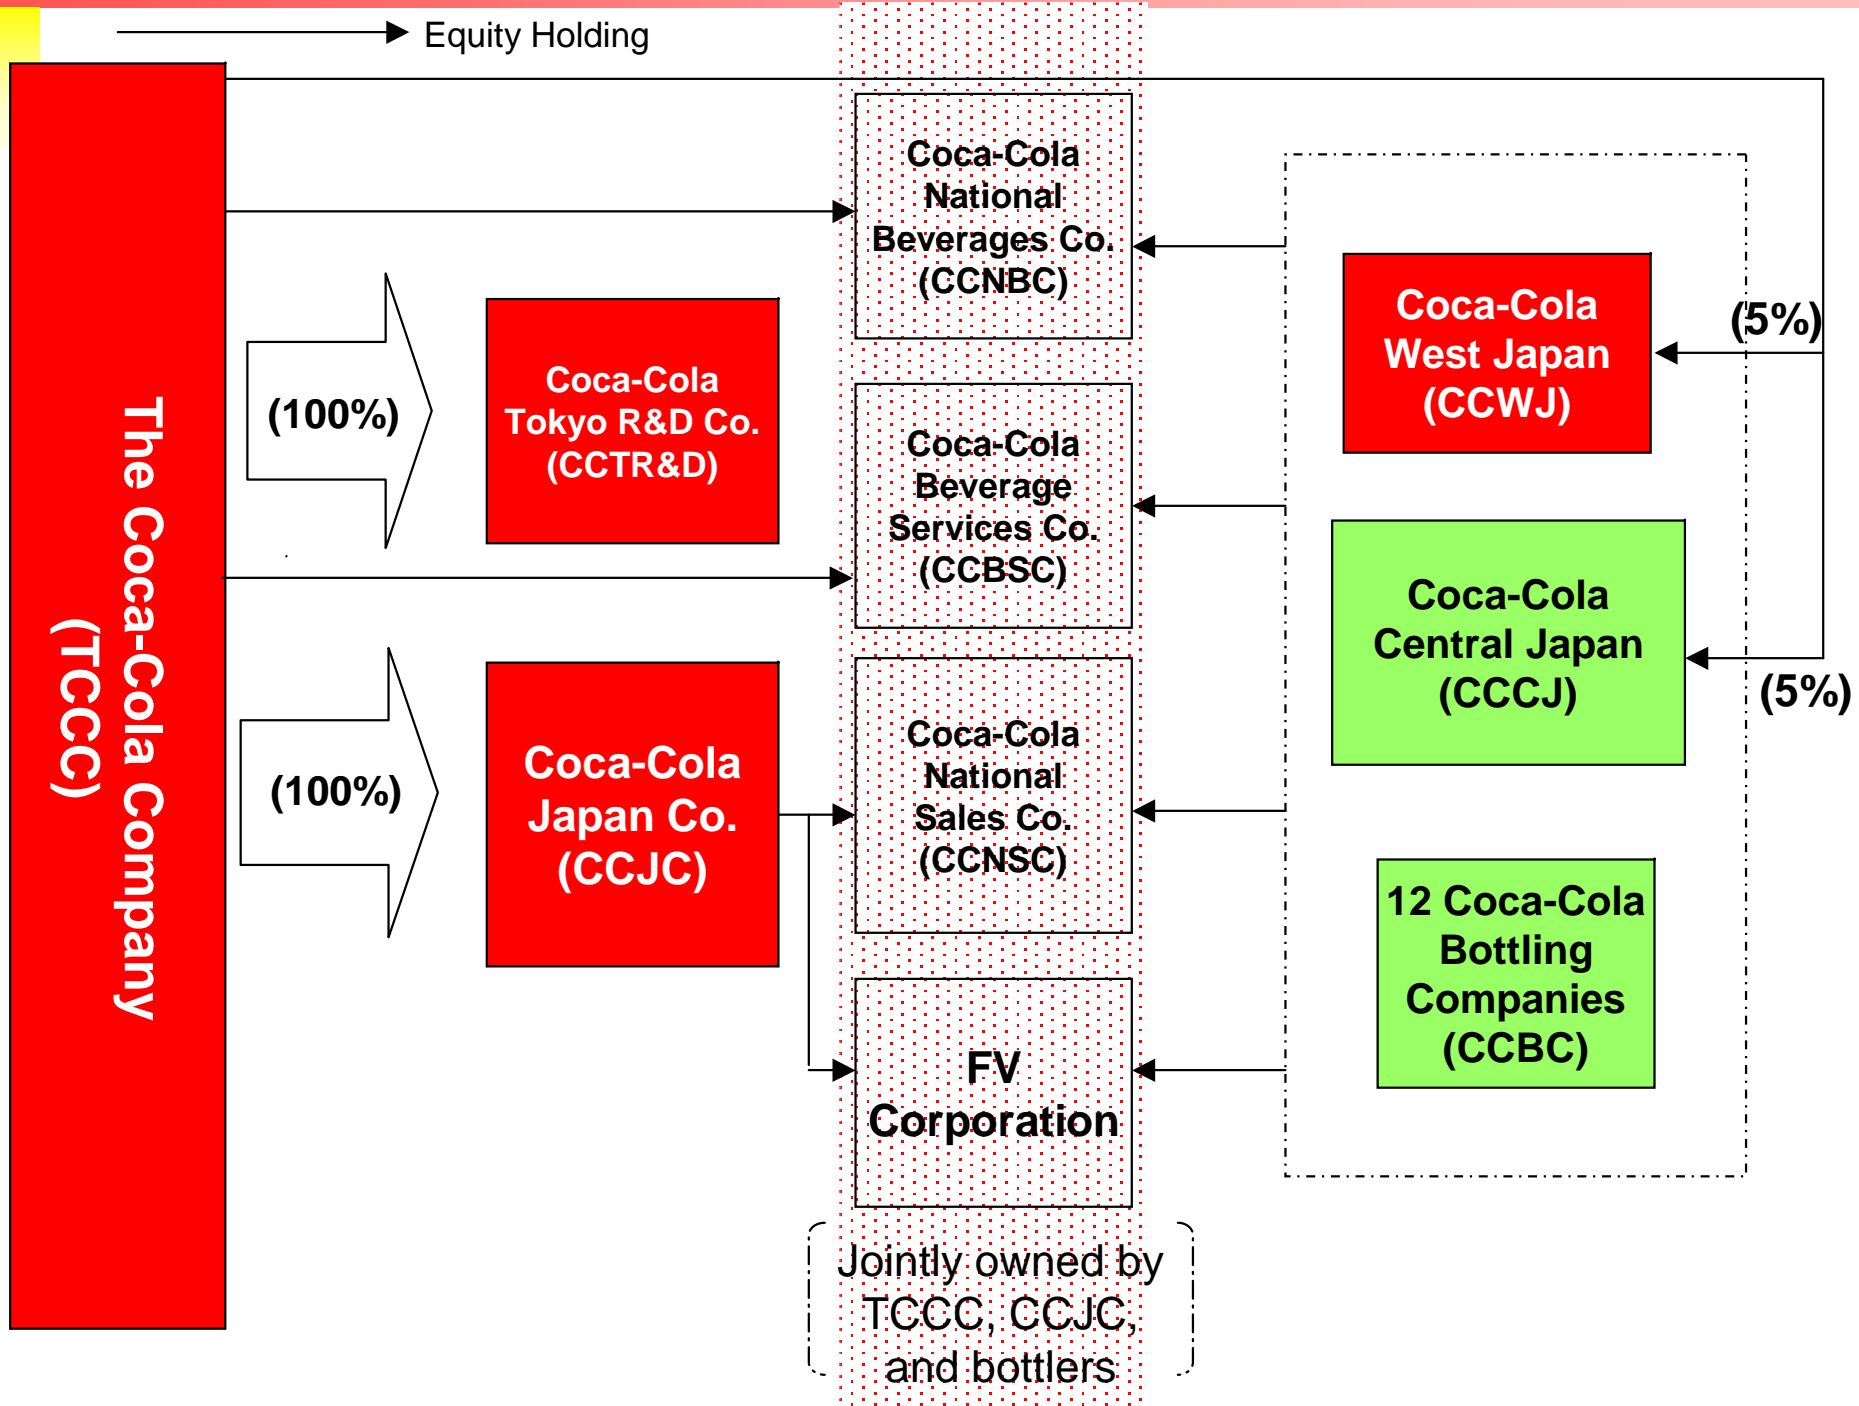 Equity Holding
The Coca-Cola Company
(TCCC)
(100%)
Coca-Cola
Tokyo R&D Co.
(CCTR&D)
(100%)
Coca-Cola
Japan Co.
(CCJC)
Coca-Cola
National
Beverages Co.
(CCNBC)
Coca-Cola
Beverage
Services Co.
(CCBSC)
Coca-Cola
National
Sales Co.
(CCNSC)
FV
Corporation
Jointly owned by
TCCC, CCJC,
and bottlers
Coca-Cola
West Japan
(CCWJ)
(5%)
Coca-Cola
Central Japan
(CCCJ)
(5%)
12 Coca-Cola
Bottling
Companies
(CCBC)